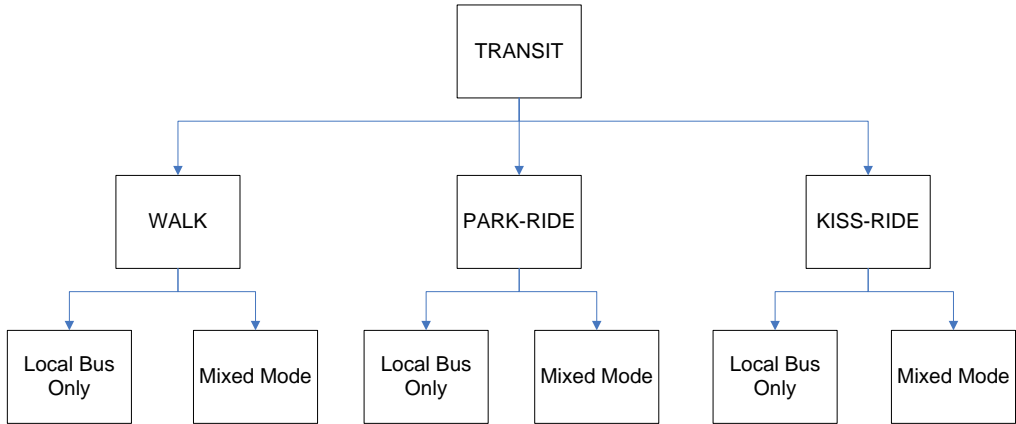 TRANSIT
WALK
PARK-RIDE
KISS-RIDE
Local Bus
Only
Mixed Mode
Local Bus
Only
Mixed Mode
Local Bus
Only
Mixed Mode